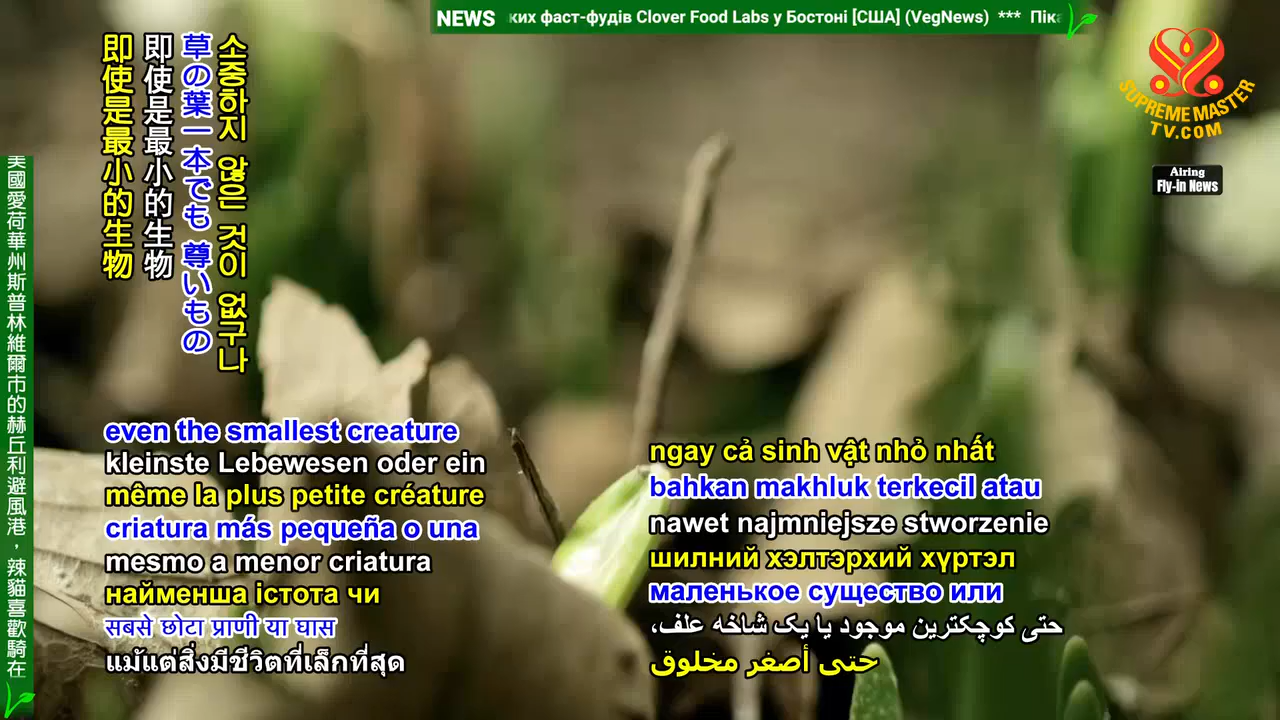 NEWS ких фаст-фудів Clover Food Labs у Бостоні [США] (VegNews) *** Піка
SUPREME MASTER
TV.COM
Airing
Fly-in News
소중하지 않은 것이 없구나
草の葉一本でも 尊いもの
即使是最小的生物
即使是最小的生物
美國愛荷華州斯普林維爾市的赫丘利避風港，辣貓喜歡騎在
even the smallest creature
kleinste Lebewesen oder ein
même la plus petite créature
criatura más pequeña o una
mesmo a menor criatura
найменша істота чи
सबसे छोटा प्राणी या घास
แม้แต่สิ่งมีชีวิตที่เล็กที่สุด
ngay cả sinh vật nhỏ nhất
bahkan makhluk terkecil atau
nawet najmniejsze stworzenie
шилний хэлтэрхий хүртэл
маленькое существо или
حتی کوچکترین موجود یا یک شاخه علف،
حتى أصغر مخلوق